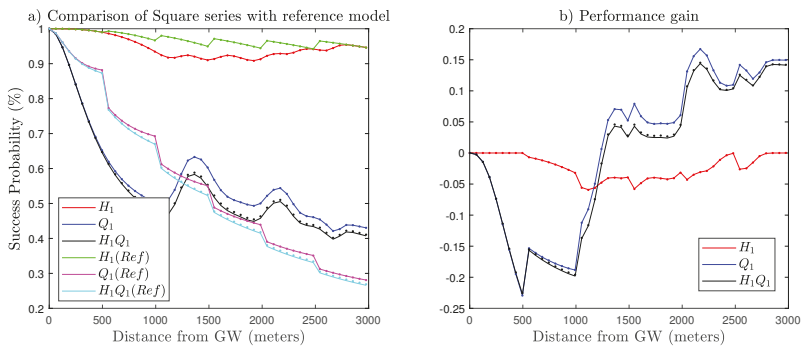 a) Comparison of Square series with reference model
Success Probability (%)
1
0.9
0.8
0.7
0.6
0.5
0.4
0.3
0.2
0
500
1000
1500
2000
2500
3000
Distance from GW (meters)
H1
Q1
H1Q1
H1(Ref)
Q1(Ref)
H1Q1(Ref)
b) Performance gain
0.2
0.15
0.1
0.05
0
-0.05
-0.1
-0.15
-0.2
-0.25
0
500
1000
1500
2000
2500
3000
Distance from GW (meters)
H1
Q1
H1Q1